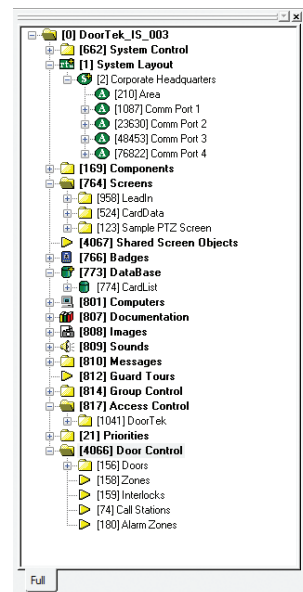 [0] DoorTek_IS_003
[662] System Control
[1] System Layout
[2] Corporate Headquarters
[210] Area
[1087] Comm Port 1
[23630] Comm Port 2
[48453] Comm Port 3
[76822] Comm Port 4
[169] Components
[764] Screens
[958] LeadIn
[524] CardData
[123] Sample PTZ Screen
[4067] Shared Screen Objects
[766] Badges
[773] DataBase
[774] CardList
[801] Computers
[807] Documentation
[808] Images
[809] Sounds
[810] Messages
[812] Guard Tours
[814] Group Control
[817] Access Control
[1041] DoorTek
[21] Priorities
[4066] Door Control
[156] Doors
[158] Zones
[159] Interlocks
[74] Call Stations
[180] Alarm Zones
Full